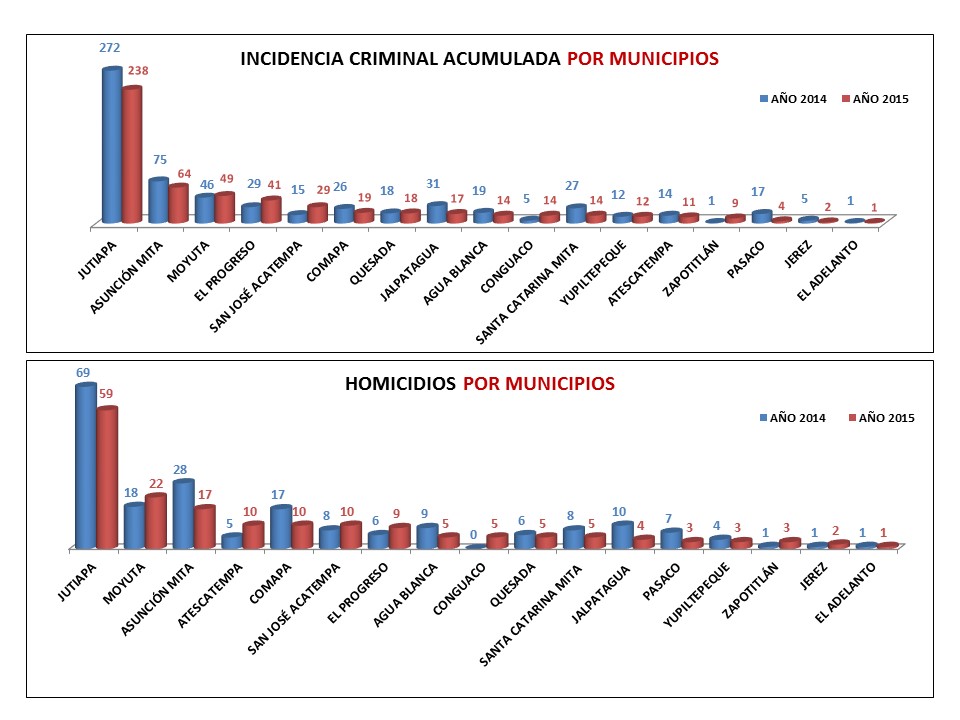 INCIDENCIA CRIMINAL ACUMULADA POR MUNICIPIOS
AÑO 2014 AÑO 2015
272 238 75 64 46 49 29 41 15 29 26 19 18 18 31 17 19 14 5 14 27 14 12 12 14 11 1 9 17 4 5 2 1 1
JUTIAPA
ASUNCIÓN MITA
MOYUTA
EL PROGRESO
SAN JOSÉ ACATEMPA
COMAPA
QUESADA
JALPATAGUA
AGUA BLANCA
CONGUACO
SANTA CATARINA MITA
YUPILTEPEQUE
ATESCATEMPA
ZAPOTITLÁN
PASACO
JEREZ
EL ADELANTO
HOMICIDIOS POR MUNICIPIOS
AÑO 2014 AÑO 2015
69 59 18 22 28 17 5 10 17 10 8 10 6 9 9 5 0 5 6 5 8 5 10 4 7 3 4 3 1 3 1 2 1 1
JUTIAPA
MOYUTA
ASUNCIÓN MITA
ATESCATEMPA
COMAPA
SAN JOSÉ ACATEMPA
EL PROGRESO
AGUA BLANCA
CONGUACO
QUESADA
SANTA CATARINA MITA
JALPATAGUA
PASACO
YUPILTEPEQUE
ZAPOTITLÁN
JEREZ
EL ADELANTO